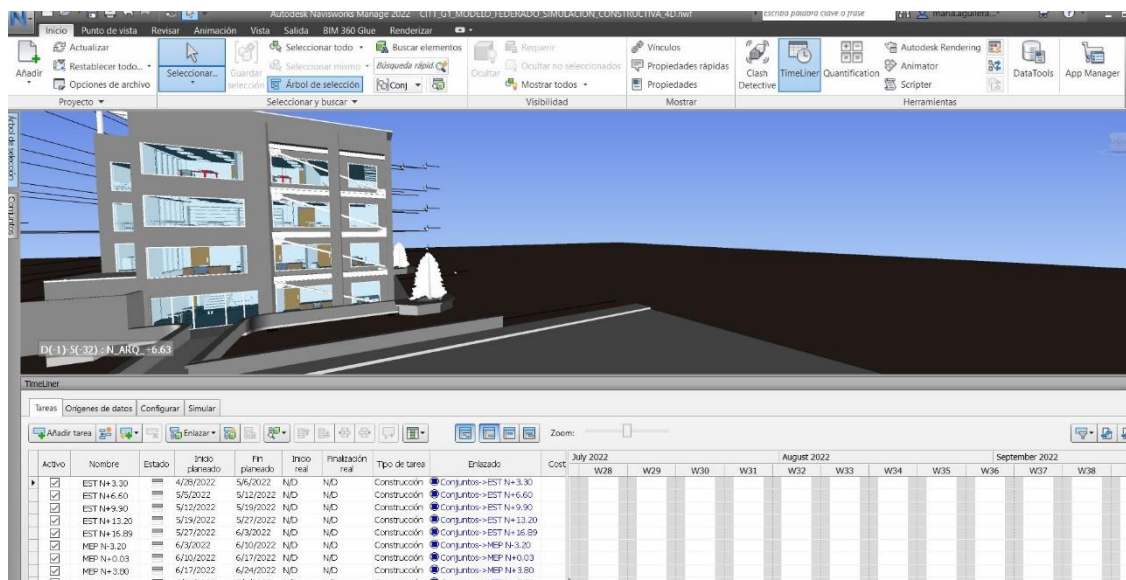 Autodesk Navisworks Manage 2022 CITT_G1_MODELO_FEDERADO_SIMULACION_CONSTRUCTIVA_4D.nwf
Escriba palabra clave o frase
maria.aguilera...
Inicio Punto de vista Revisar Animación Vista Salida BIM 360 Glue Renderizar
Añadir
Actualizar
Restablecer todo...
Opciones de archivo
Proyecto
Seleccionar...
Guardar selección
Seleccionar todo
Seleccionar mismo
Árbol de selección
Buscar elementos
Búsqueda rápid
Conj
Seleccionar y buscar
Ocultar
Requerir
Ocultar no seleccionados
Mostrar todos
Visibilidad
Vínculos
Propiedades rápidas
Propiedades
Mostrar
Clash Detective
TimeLiner
Quantification
Autodesk Rendering
Animator
Scripter
DataTools
App Manager
Herramientas
Árbol de selección
Conjuntos
D(-1)-5(-32) : N_ARQ_+6.63
TimeLiner
Tareas Orígenes de datos Configurar Simular
Añadir tarea Enlazar Zoom:
Activo Nombre Estado Inicio planeado Fin planeado Inicio real Finalización real Tipo de tarea Enlazado Cost
July 2022 August 2022 September 2022
W28 W29 W30 W31 W32 W33 W34 W35 W36 W37 W38
EST N+3.30 4/28/2022 5/6/2022 N/D N/D Construcción Conjuntos->EST N+3.30
EST N+6.60 5/5/2022 5/12/2022 N/D N/D Construcción Conjuntos->EST N+6.60
EST N+9.90 5/12/2022 5/19/2022 N/D N/D Construcción Conjuntos->EST N+9.90
EST N+13.20 5/19/2022 5/27/2022 N/D N/D Construcción Conjuntos->EST N+13.20
EST N+16.89 5/27/2022 6/3/2022 N/D N/D Construcción Conjuntos->EST N+16.89
MEP N-3.20 6/3/2022 6/10/2022 N/D N/D Construcción Conjuntos->MEP N-3.20
MEP N+0.03 6/10/2022 6/17/2022 N/D N/D Construcción Conjuntos->MEP N+0.03
MEP N+3.80 6/17/2022 6/24/2022 N/D N/D Construcción Conjuntos->MEP N+3.80